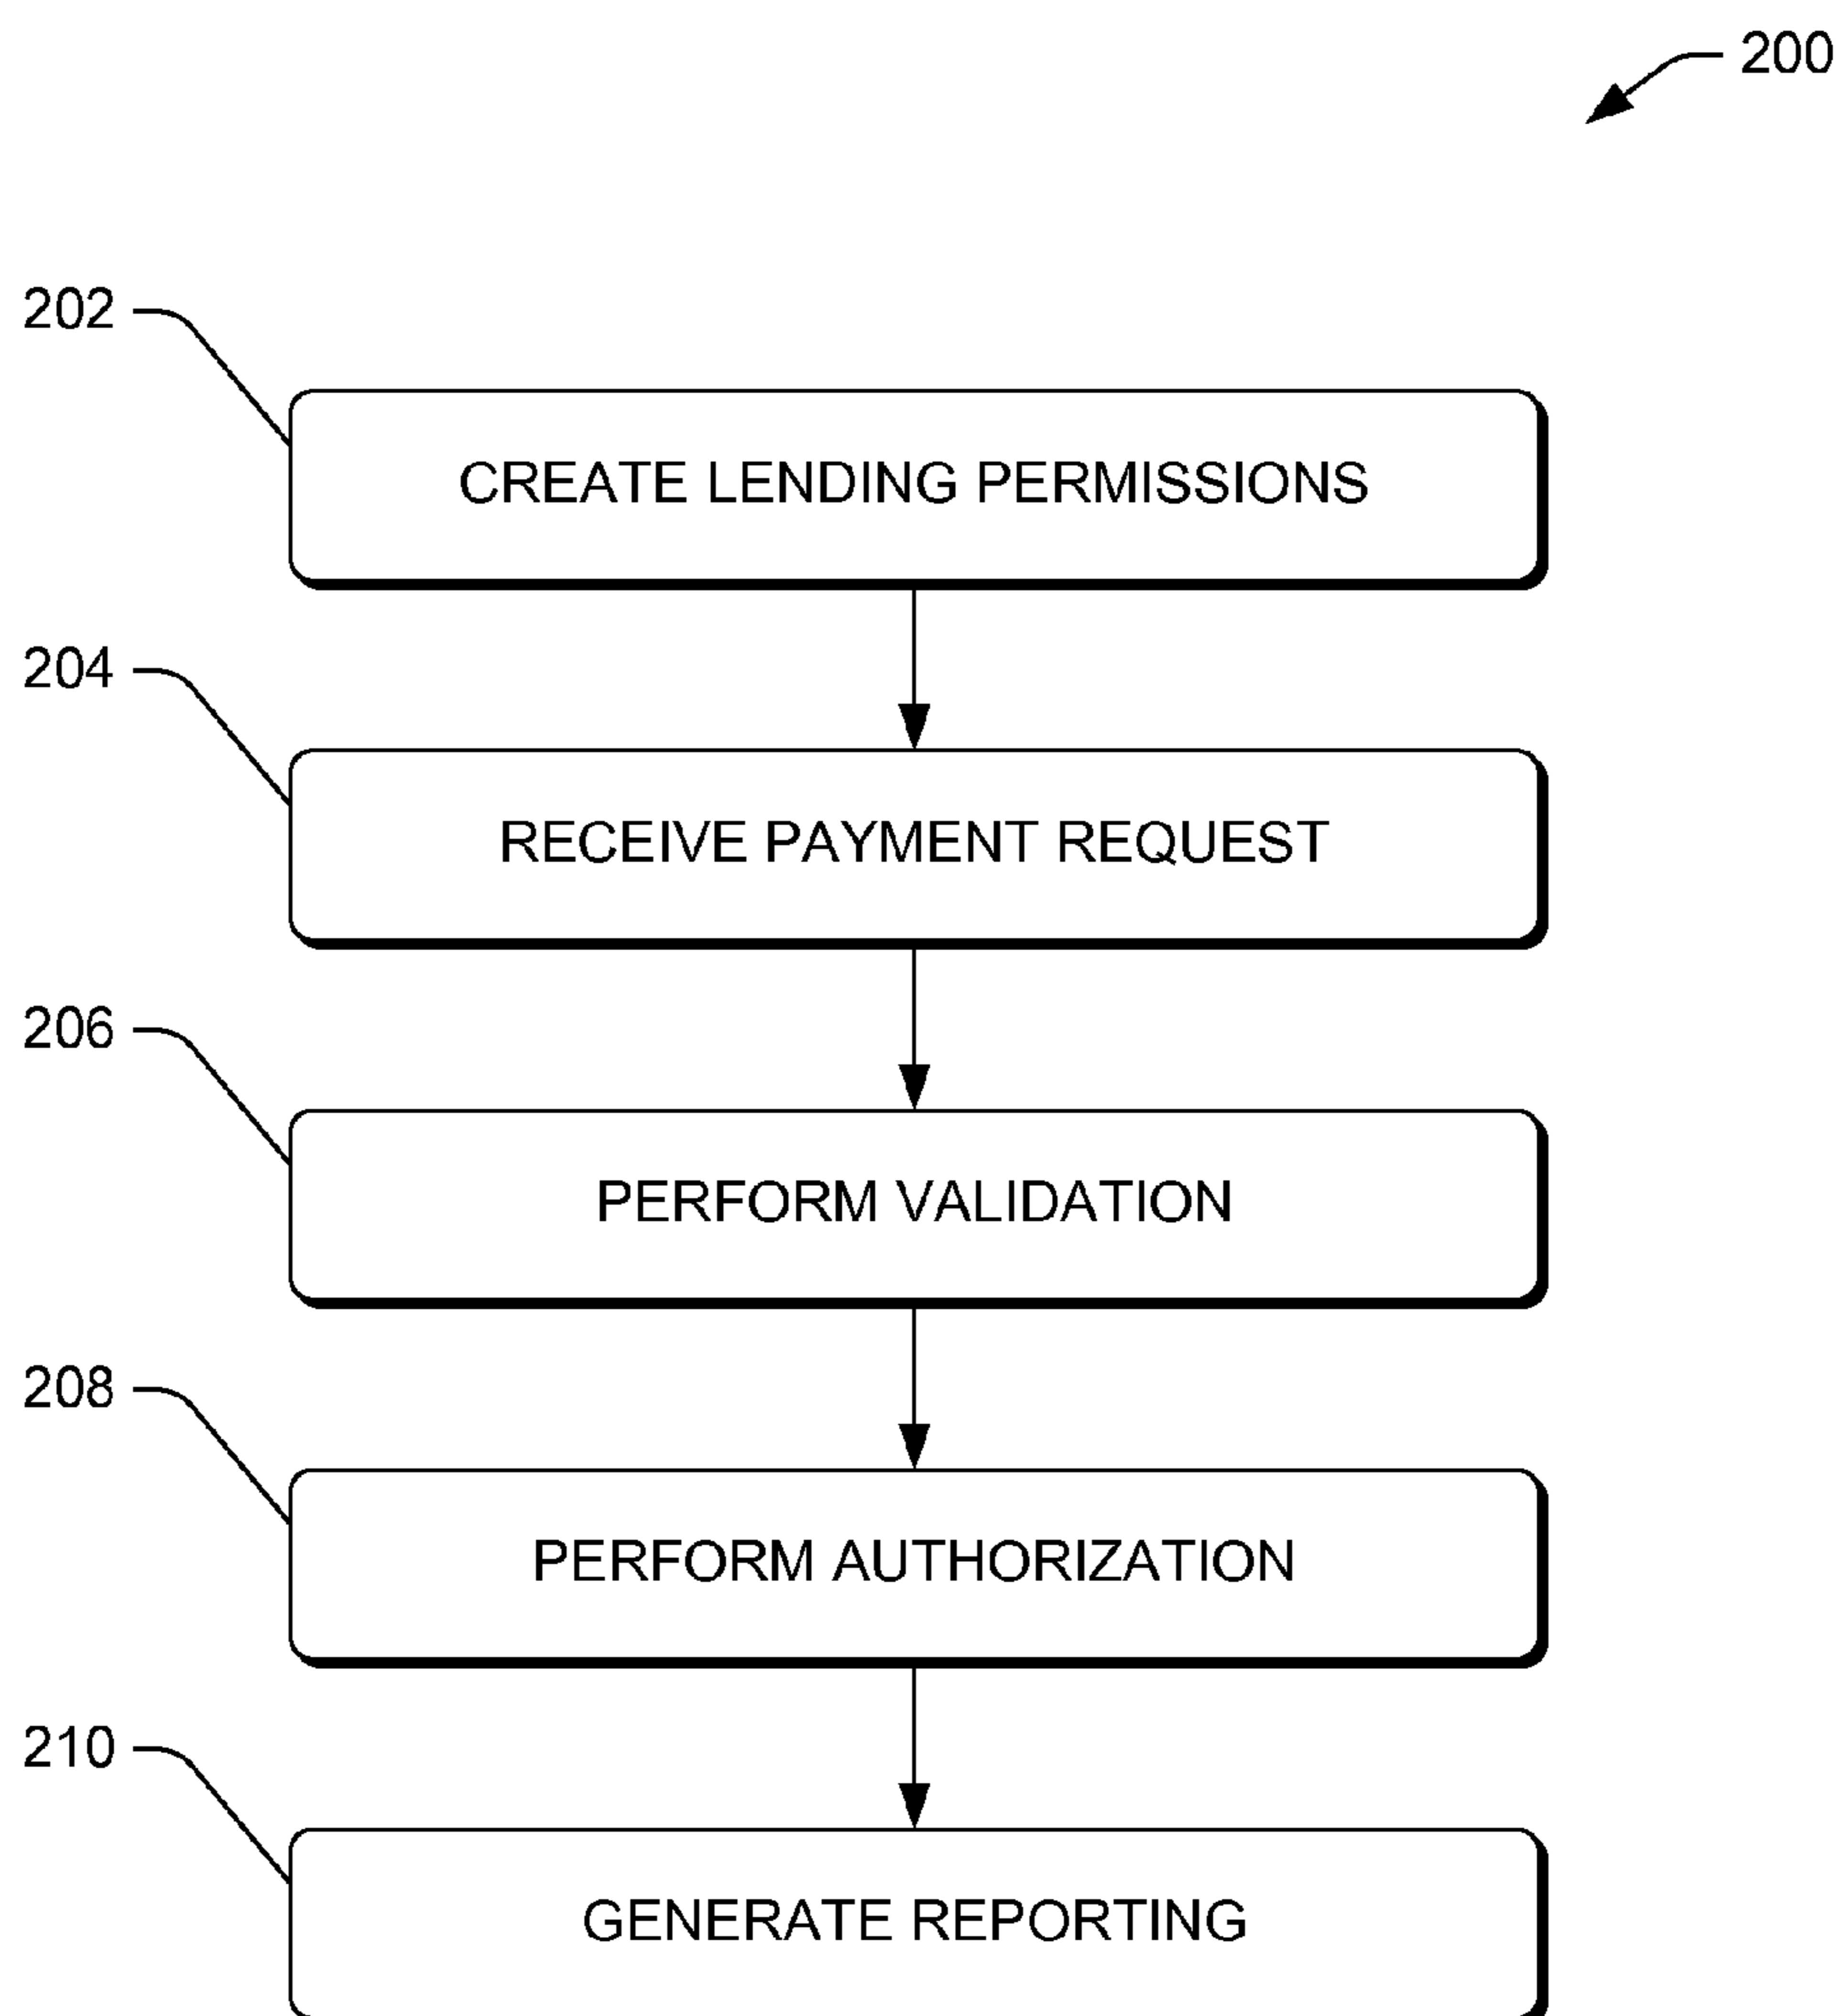 200
202
CREATE LENDING PERMISSIONS
204
RECEIVE PAYMENT REQUEST
206
PERFORM VALIDATION
208
PERFORM AUTHORIZATION
210
GENERATE REPORTING